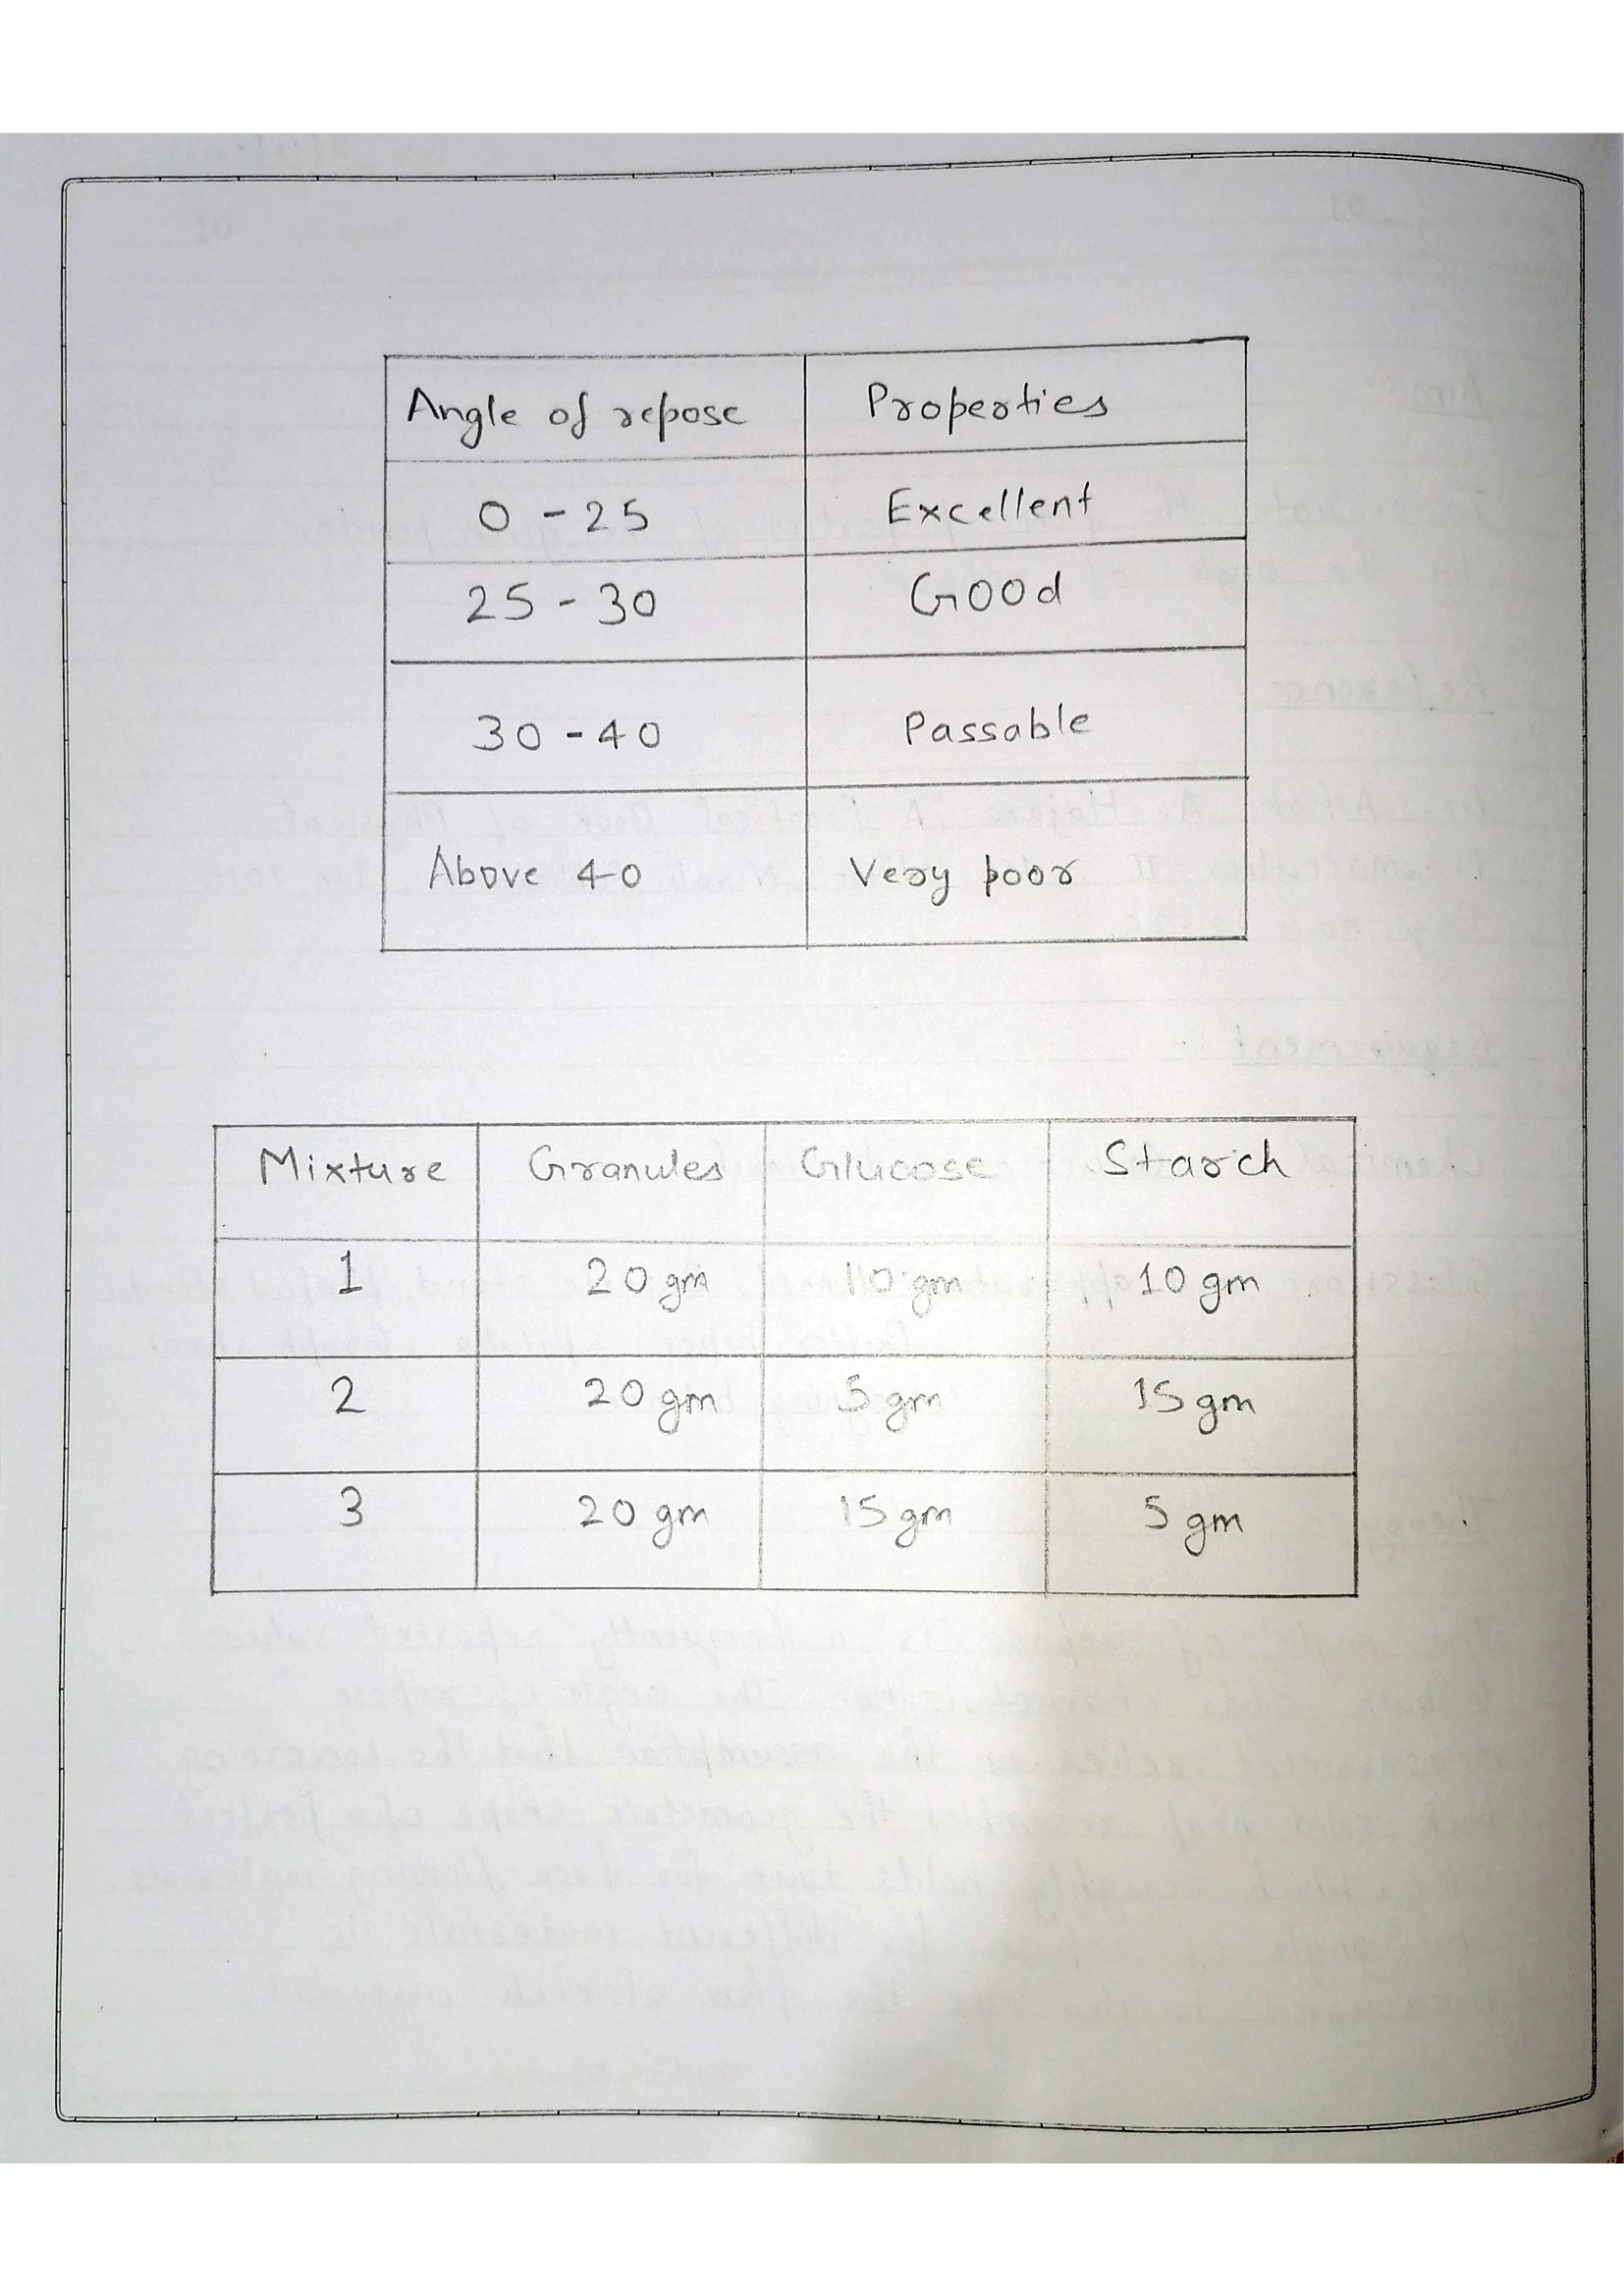 Angle of repose Properties
0 - 25 Excellent
25 - 30 Good
30 - 40 Passable
Above 40 Very poor
Mixture Granules Glucose Starch
1 20 gm 10 gm 10 gm
2 20 gm 5 gm 15 gm
3 20 gm 15 gm 5 gm